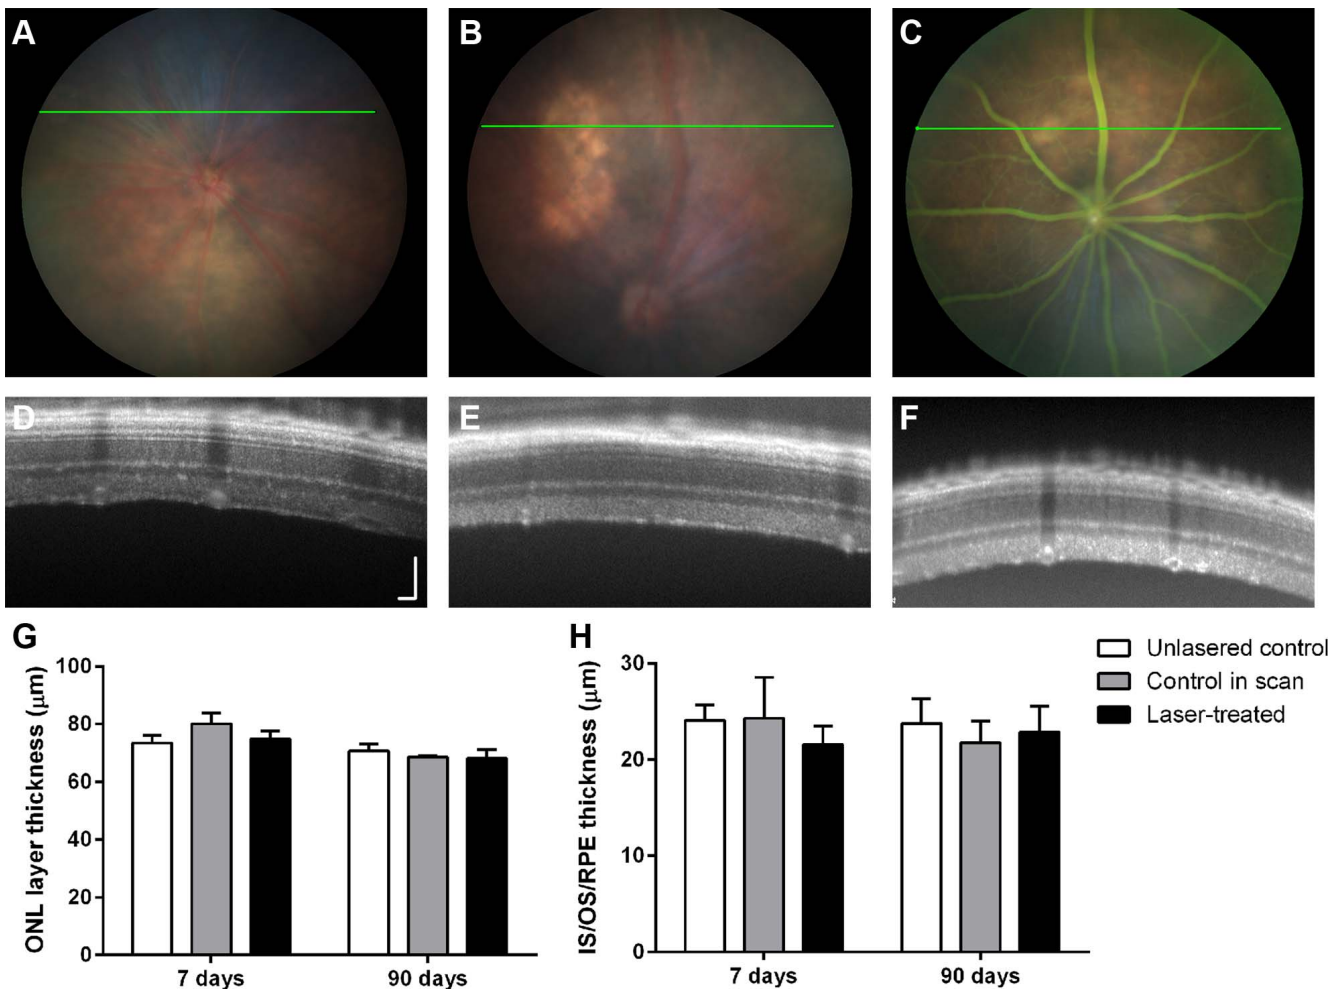 A
B
C
D
E
F
G
H
Unlasered control
Control in scan
Laser-treated
ONL layer thickness (μm)
100
80
60
40
20
0
7 days
90 days
IS/OS/RPE thickness (μm)
30
20
10
0
7 days
90 days